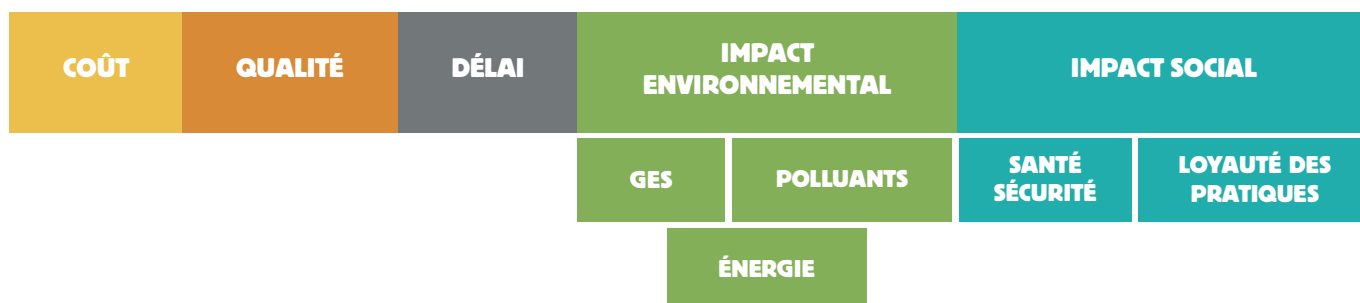 COÛT
QUALITÉ
DÉLAI
IMPACT
ENVIRONNEMENTAL
IMPACT SOCIAL
GES
POLLUANTS
SANTÉ
SÉCURITÉ
LOYAUTÉ DES
PRATIQUES
ÉNERGIE